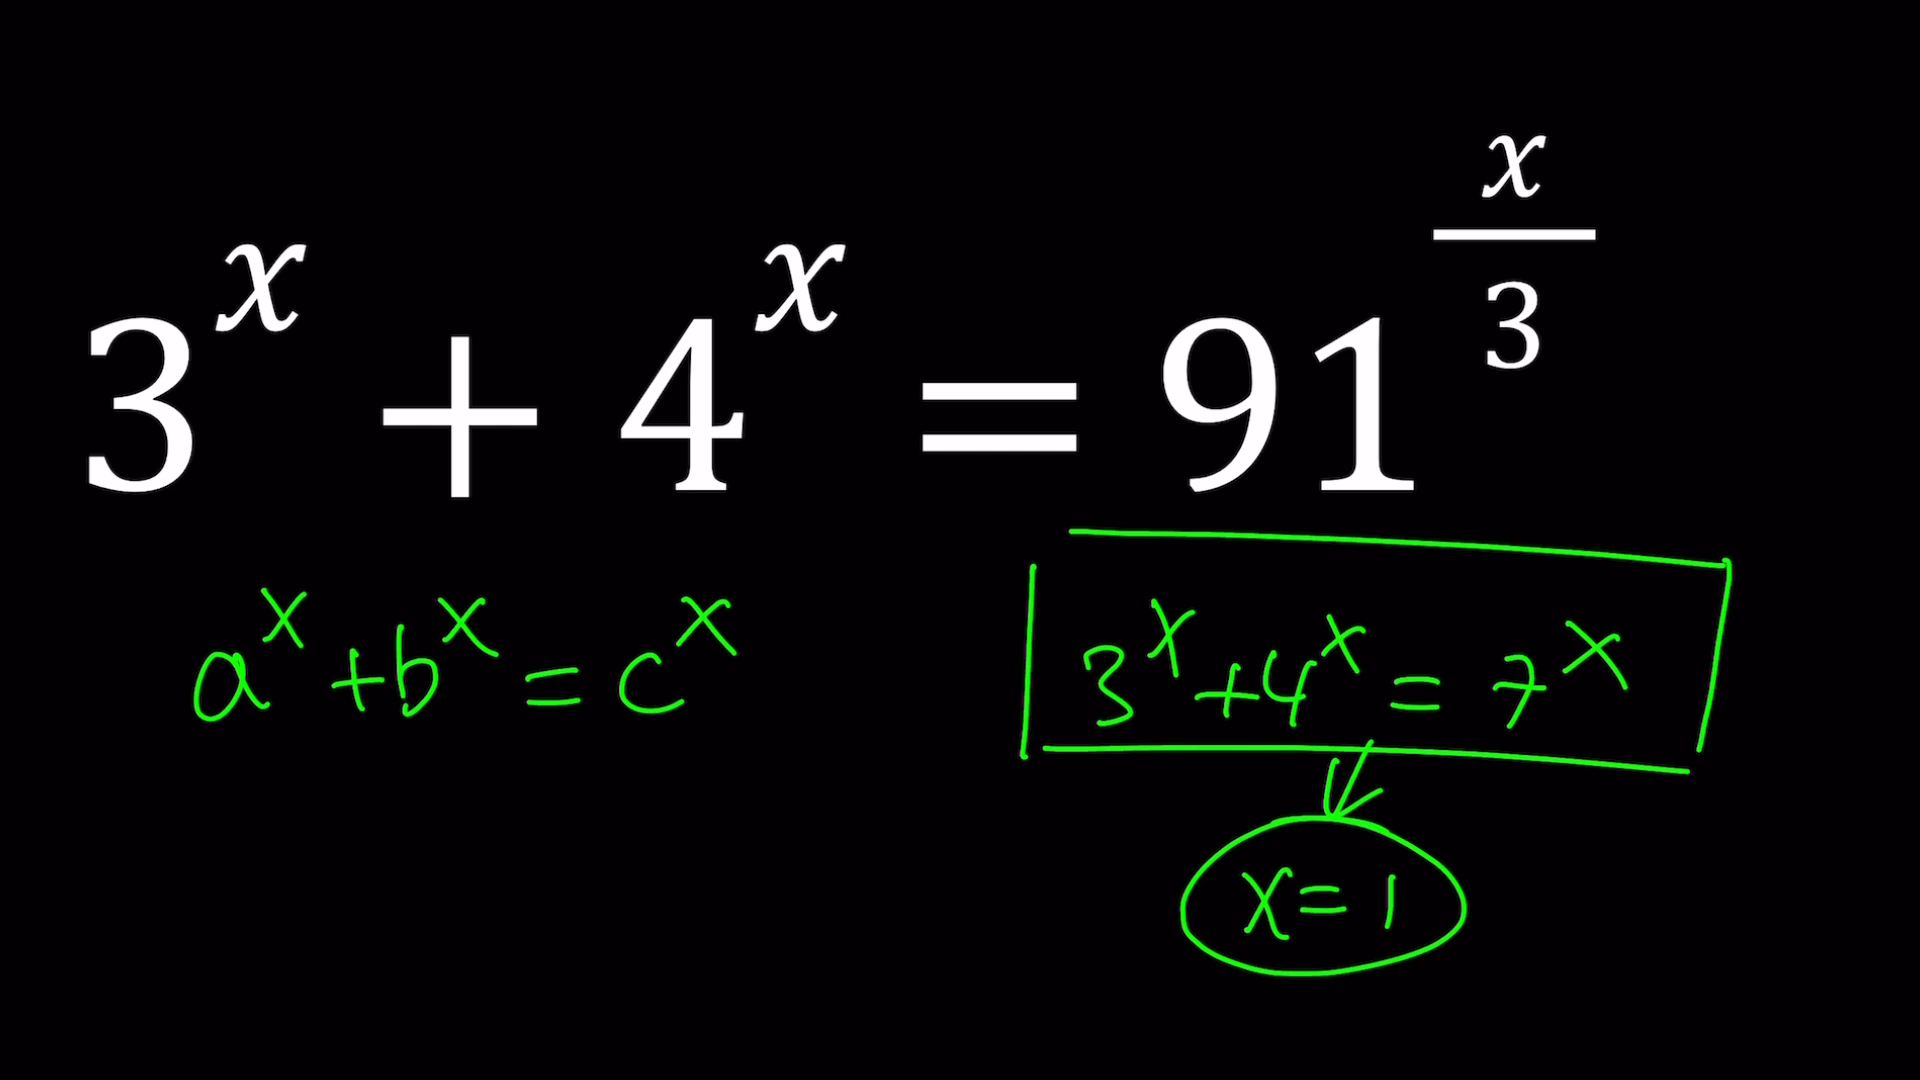 3^x + 4^x = 91^(x/3)
a^x + b^x = c^x
3^x + 4^x = 7^x
x = 1